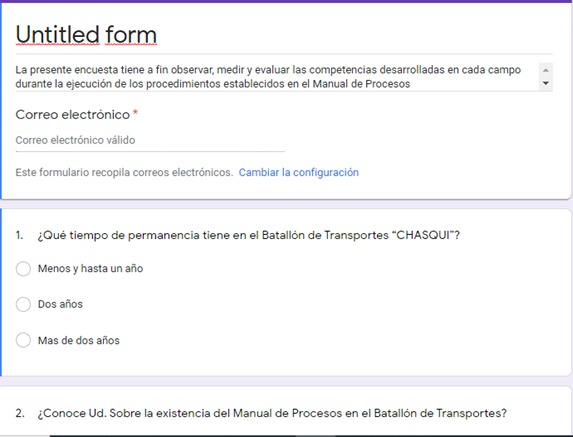 Untitled form
La presente encuesta tiene a fin observar, medir y evaluar las competencias desarrolladas en cada campo
durante la ejecución de los procedimientos establecidos en el Manual de Procesos
Correo electrónico *
Correo electrónico válido
Este formulario recopila correos electrónicos. Cambiar la configuración
1. ¿Qué tiempo de permanencia tiene en el Batallón de Transportes “CHASQUI”?
Menos y hasta un año
Dos años
Mas de dos años
2. ¿Conoce Ud. Sobre la existencia del Manual de Procesos en el Batallón de Transportes?